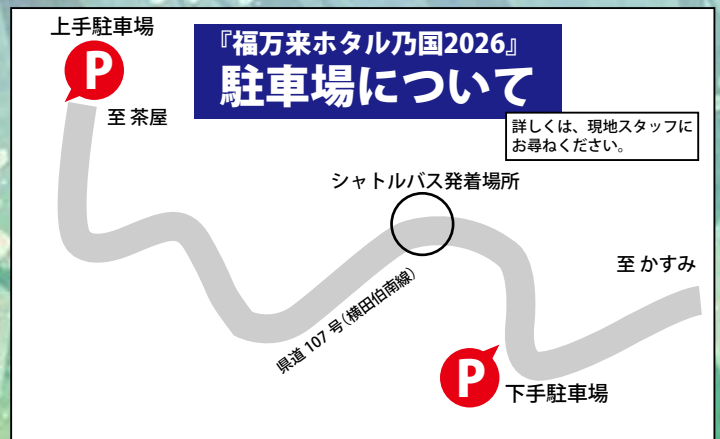 上手駐車場
P
至 茶屋
『福万来ホタル乃国2026』
駐車場について
詳しくは、現地スタッフに
お尋ねください。
シャトルバス発着場所
至 かすみ
県道 107 号(横田伯南線)
P
下手駐車場